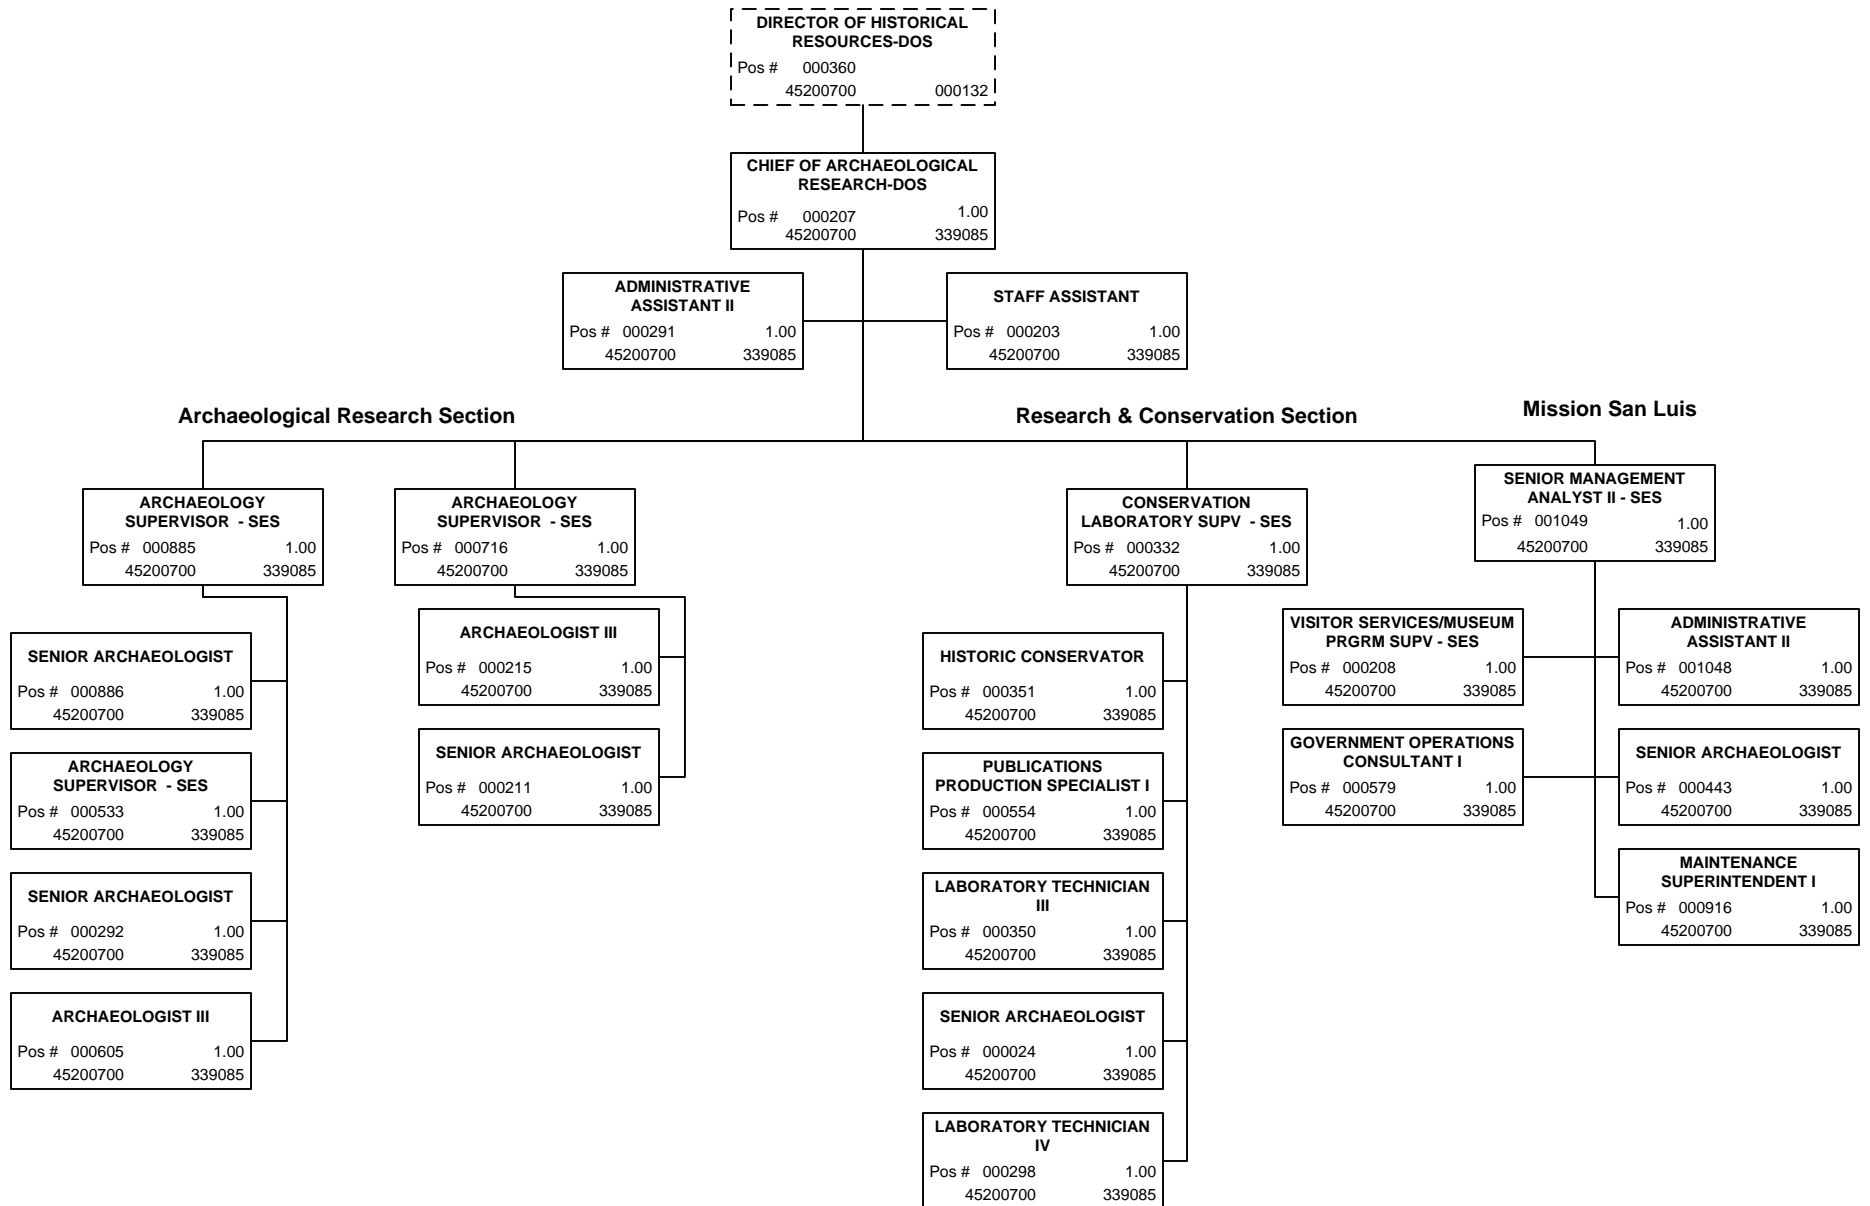 DIRECTOR OF HISTORICAL
RESOURCES-DOS
Pos # 000360
45200700 000132
CHIEF OF ARCHAEOLOGICAL
RESEARCH-DOS
Pos # 000207 1.00
45200700 339085
ADMINISTRATIVE
ASSISTANT II
Pos # 000291 1.00
45200700 339085
STAFF ASSISTANT
Pos # 000203 1.00
45200700 339085
Archaeological Research Section
Research & Conservation Section
Mission San Luis
ARCHAEOLOGY
SUPERVISOR - SES
Pos # 000885 1.00
45200700 339085
SENIOR ARCHAEOLOGIST
Pos # 000886 1.00
45200700 339085
ARCHAEOLOGY
SUPERVISOR - SES
Pos # 000533 1.00
45200700 339085
SENIOR ARCHAEOLOGIST
Pos # 000292 1.00
45200700 339085
ARCHAEOLOGIST III
Pos # 000605 1.00
45200700 339085
ARCHAEOLOGY
SUPERVISOR - SES
Pos # 000716 1.00
45200700 339085
ARCHAEOLOGIST III
Pos # 000215 1.00
45200700 339085
SENIOR ARCHAEOLOGIST
Pos # 000211 1.00
45200700 339085
CONSERVATION
LABORATORY SUPV - SES
Pos # 000332 1.00
45200700 339085
HISTORIC CONSERVATOR
Pos # 000351 1.00
45200700 339085
PUBLICATIONS
PRODUCTION SPECIALIST I
Pos # 000554 1.00
45200700 339085
LABORATORY TECHNICIAN
III
Pos # 000350 1.00
45200700 339085
SENIOR ARCHAEOLOGIST
Pos # 000024 1.00
45200700 339085
LABORATORY TECHNICIAN
IV
Pos # 000298 1.00
45200700 339085
SENIOR MANAGEMENT
ANALYST II - SES
Pos # 001049 1.00
45200700 339085
VISITOR SERVICES/MUSEUM
PRGRM SUPV - SES
Pos # 000208 1.00
45200700 339085
GOVERNMENT OPERATIONS
CONSULTANT I
Pos # 000579 1.00
45200700 339085
ADMINISTRATIVE
ASSISTANT II
Pos # 001048 1.00
45200700 339085
SENIOR ARCHAEOLOGIST
Pos # 000443 1.00
45200700 339085
MAINTENANCE
SUPERINTENDENT I
Pos # 000916 1.00
45200700 339085